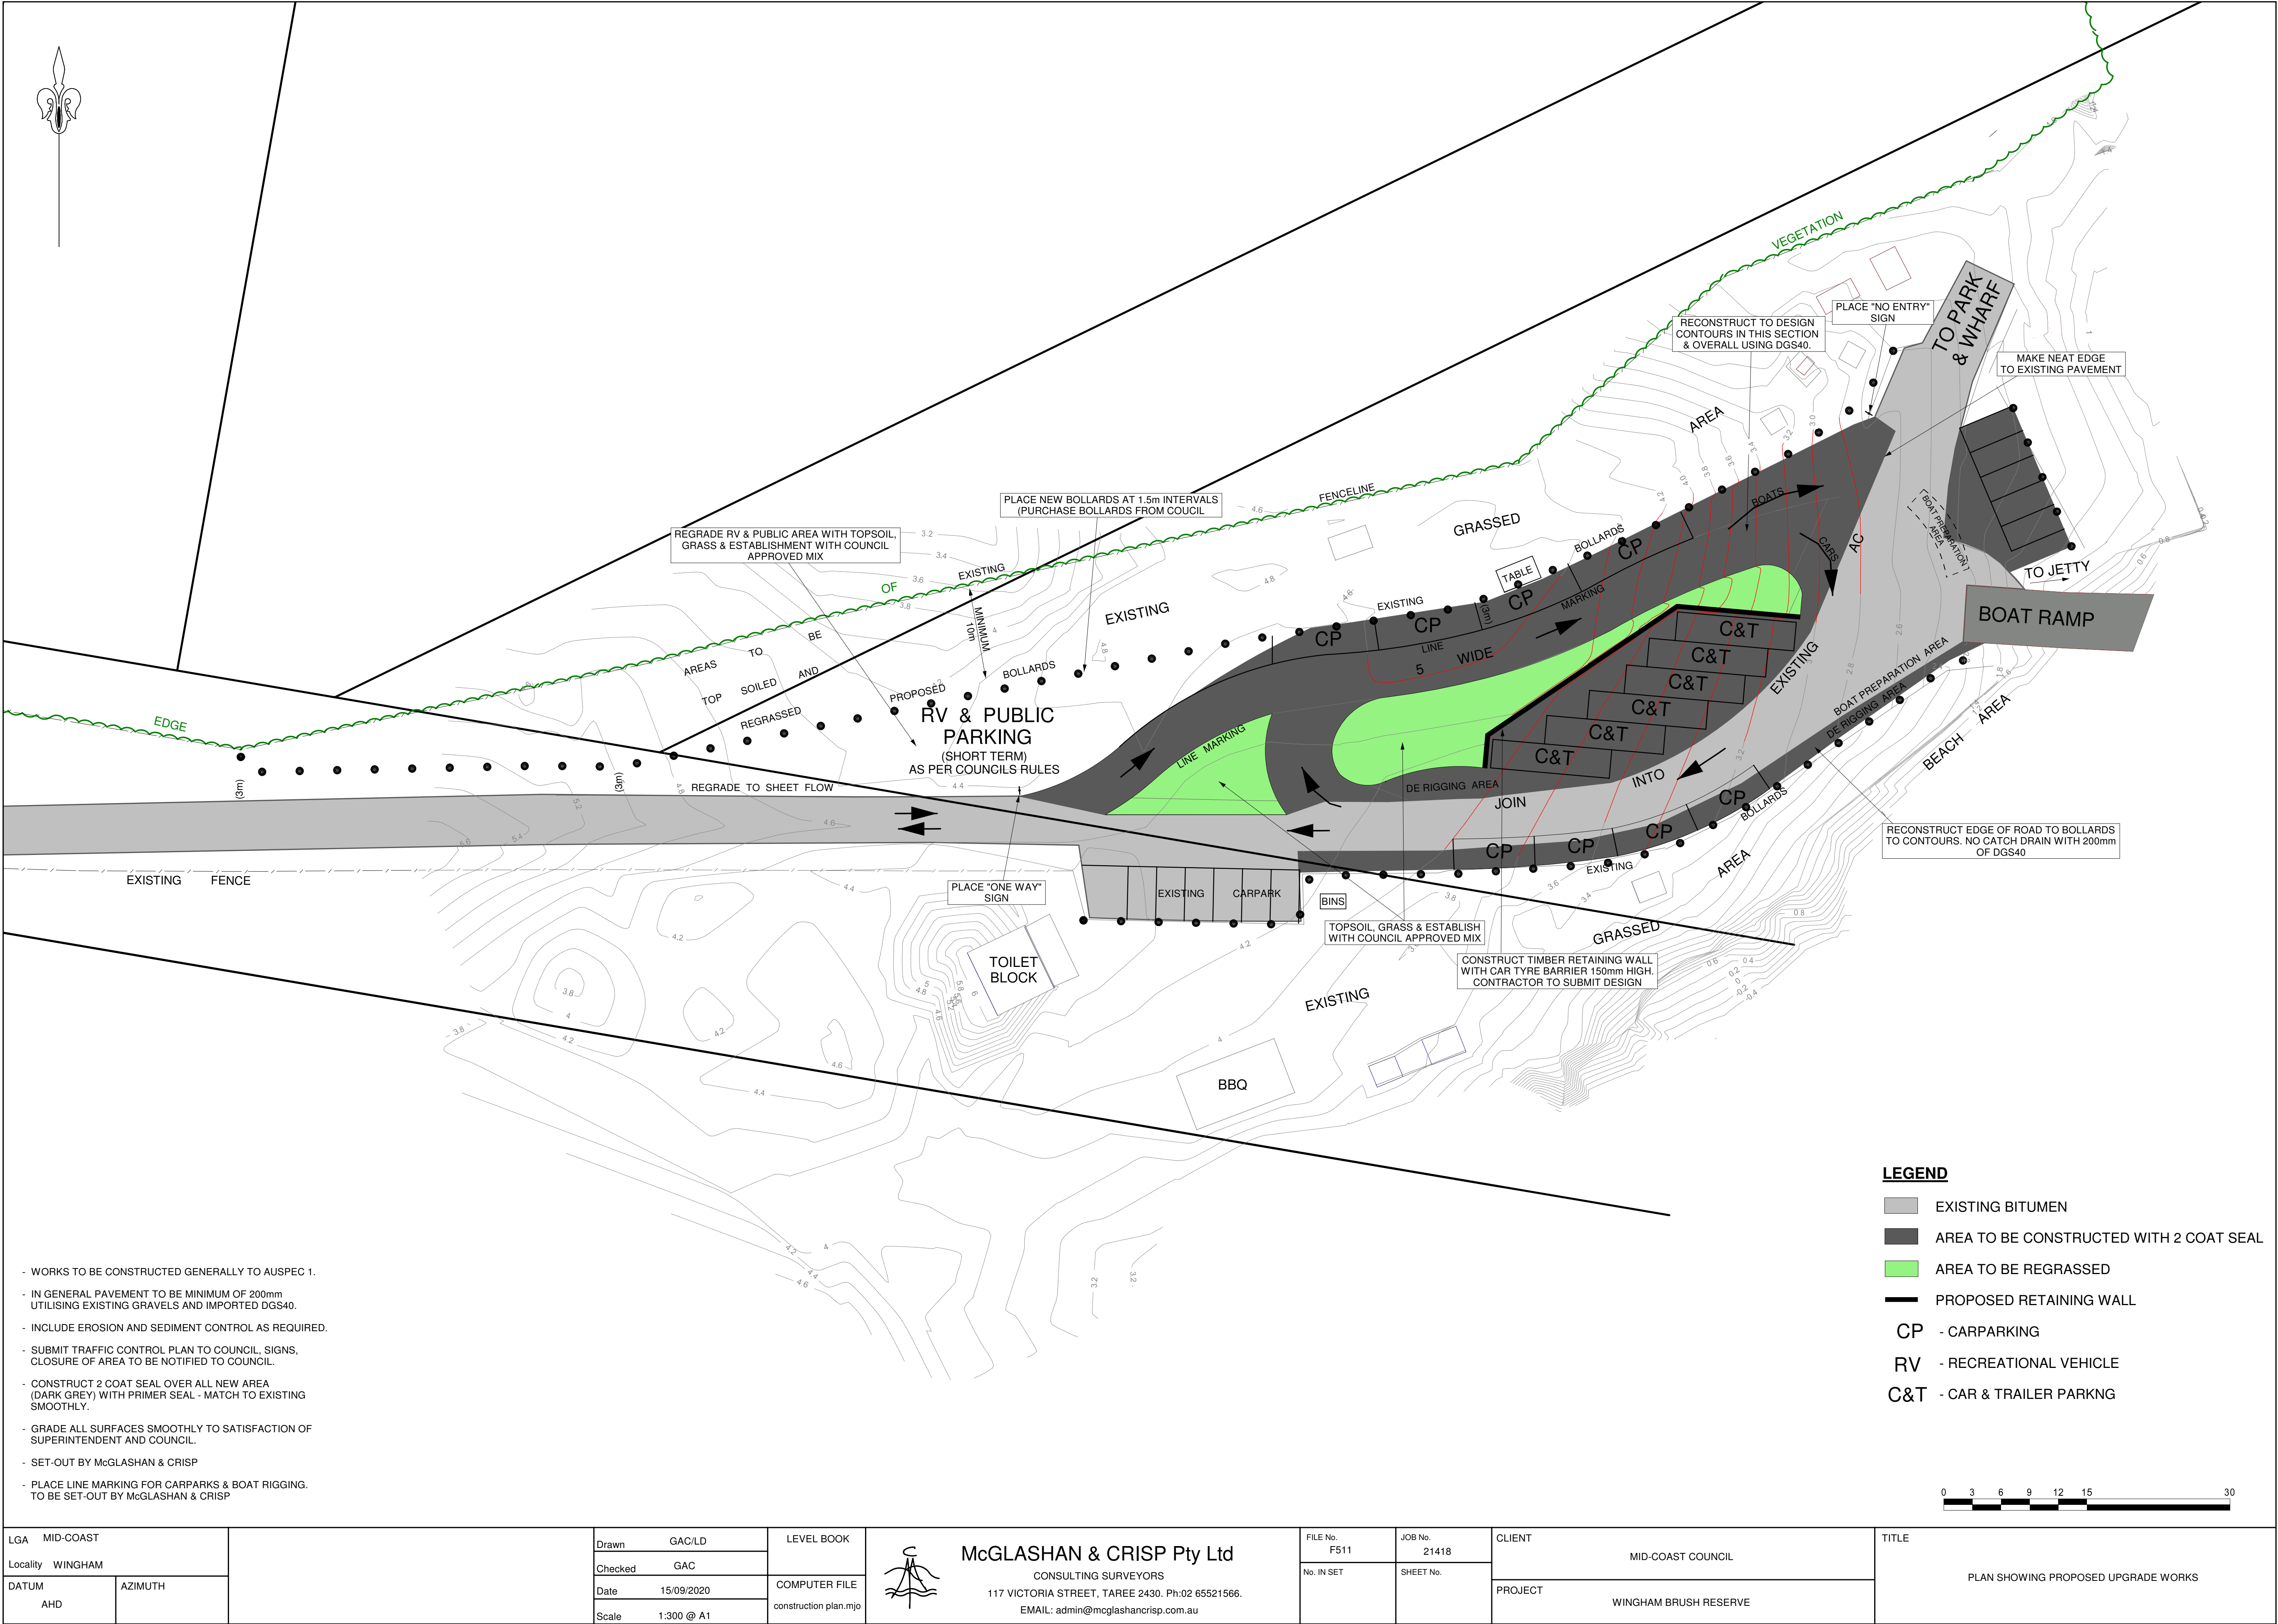 VEGETATION
TO PARK
& WHARF
PLACE "NO ENTRY"
SIGN
RECONSTRUCT TO DESIGN
CONTOURS IN THIS SECTION
& OVERALL USING DGS40.
MAKE NEAT EDGE
TO EXISTING PAVEMENT
AREA
GRASSED
FENCELINE
PLACE NEW BOLLARDS AT 1.5m INTERVALS
(PURCHASE BOLLARDS FROM COUCIL
REGRADE RV & PUBLIC AREA WITH TOPSOIL,
GRASS & ESTABLISHMENT WITH COUNCIL
APPROVED MIX
EXISTING
OF
EDGE
MINIMUM
10m
EXISTING
AREAS TO BE
TOP SOILED AND
REGRASSED
PROPOSED
BOLLARDS
RV & PUBLIC
PARKING
(SHORT TERM)
AS PER COUNCILS RULES
REGRADE TO SHEET FLOW
(3m)
(3m)
EXISTING
BOLLARDS
TABLE
CP
CP
CP
CP
(3m)
LINE
MARKING
5 WIDE
BOATS
CARS
LINE MARKING
C&T
C&T
C&T
C&T
C&T
C&T
DE RIGGING AREA
JOIN
INTO
EXISTING
AC
BOAT PREPARATION
AREA
TO JETTY
BOAT RAMP
BOAT PREPARATION AREA
DE RIGGING AREA
BEACH
AREA
CP
CP
CP
CP
BOLLARDS
EXISTING
RECONSTRUCT EDGE OF ROAD TO BOLLARDS
TO CONTOURS. NO CATCH DRAIN WITH 200mm
OF DGS40
EXISTING FENCE
PLACE "ONE WAY"
SIGN
EXISTING CARPARK
BINS
TOPSOIL, GRASS & ESTABLISH
WITH COUNCIL APPROVED MIX
CONSTRUCT TIMBER RETAINING WALL
WITH CAR TYRE BARRIER 150mm HIGH.
CONTRACTOR TO SUBMIT DESIGN
EXISTING
GRASSED
AREA
TOILET
BLOCK
BBQ
LEGEND
EXISTING BITUMEN
AREA TO BE CONSTRUCTED WITH 2 COAT SEAL
AREA TO BE REGRASSED
PROPOSED RETAINING WALL
CP - CARPARKING
RV - RECREATIONAL VEHICLE
C&T - CAR & TRAILER PARKNG
0 3 6 9 12 15 30
- WORKS TO BE CONSTRUCTED GENERALLY TO AUSPEC 1.
- IN GENERAL PAVEMENT TO BE MINIMUM OF 200mm
UTILISING EXISTING GRAVELS AND IMPORTED DGS40.
- INCLUDE EROSION AND SEDIMENT CONTROL AS REQUIRED.
- SUBMIT TRAFFIC CONTROL PLAN TO COUNCIL, SIGNS,
CLOSURE OF AREA TO BE NOTIFIED TO COUNCIL.
- CONSTRUCT 2 COAT SEAL OVER ALL NEW AREA
(DARK GREY) WITH PRIMER SEAL - MATCH TO EXISTING
SMOOTHLY.
- GRADE ALL SURFACES SMOOTHLY TO SATISFACTION OF
SUPERINTENDENT AND COUNCIL.
- SET-OUT BY McGLASHAN & CRISP
- PLACE LINE MARKING FOR CARPARKS & BOAT RIGGING.
TO BE SET-OUT BY McGLASHAN & CRISP
LGA MID-COAST
Locality WINGHAM
DATUM
AHD
AZIMUTH
Drawn GAC/LD
Checked GAC
Date 15/09/2020
Scale 1:300 @ A1
LEVEL BOOK
COMPUTER FILE
construction plan.mjo
McGLASHAN & CRISP Pty Ltd
CONSULTING SURVEYORS
117 VICTORIA STREET, TAREE 2430. Ph:02 65521566.
EMAIL: admin@mcglashancrisp.com.au
FILE No.
F511
JOB No.
21418
No. IN SET
SHEET No.
CLIENT
MID-COAST COUNCIL
PROJECT
WINGHAM BRUSH RESERVE
TITLE
PLAN SHOWING PROPOSED UPGRADE WORKS